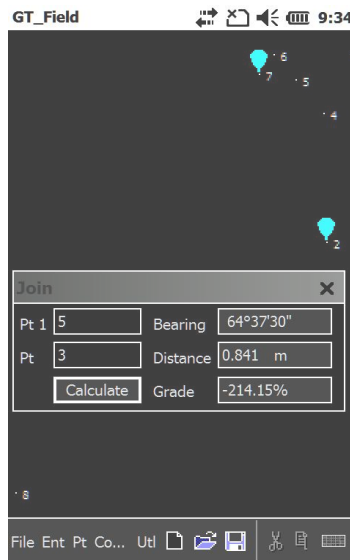 GT_Field 9:34
6
7
5
4
2
Join
Pt 1 5 Bearing 64°37'30"
Pt 3 Distance 0.841 m
Calculate Grade -214.15%
8
File Ent Pt Co... Utl